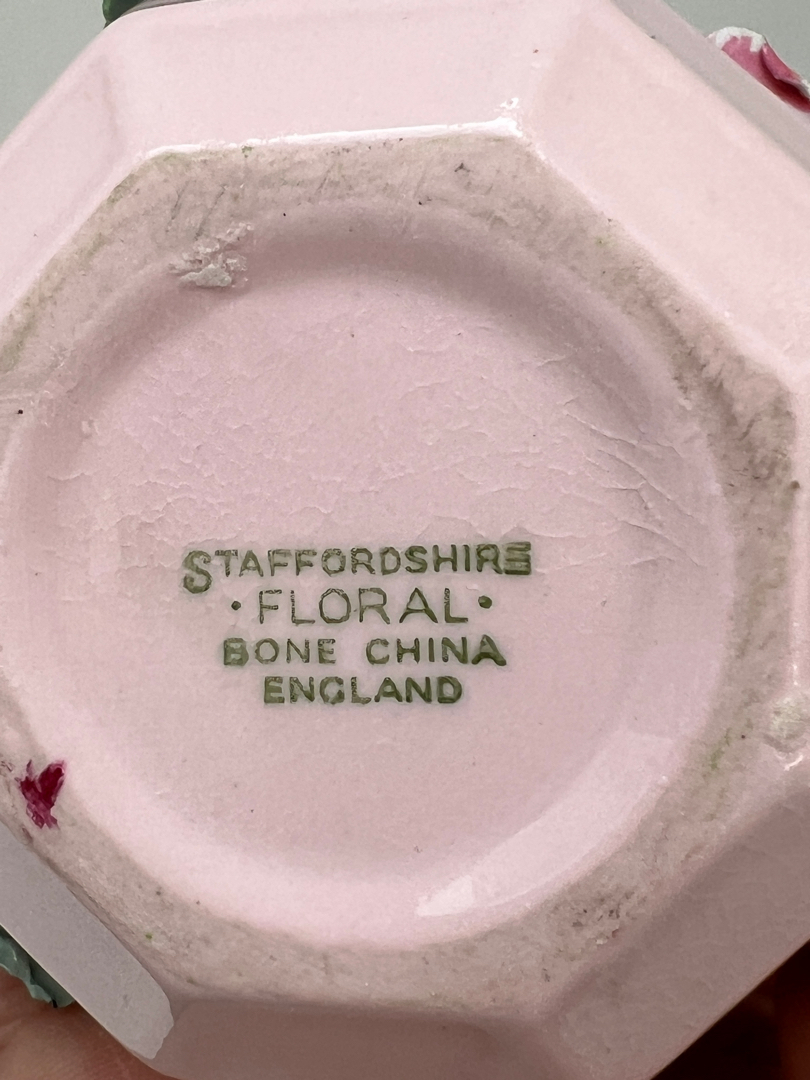 STAFFORDSHIRE
• FLORAL •
BONE CHINA
ENGLAND